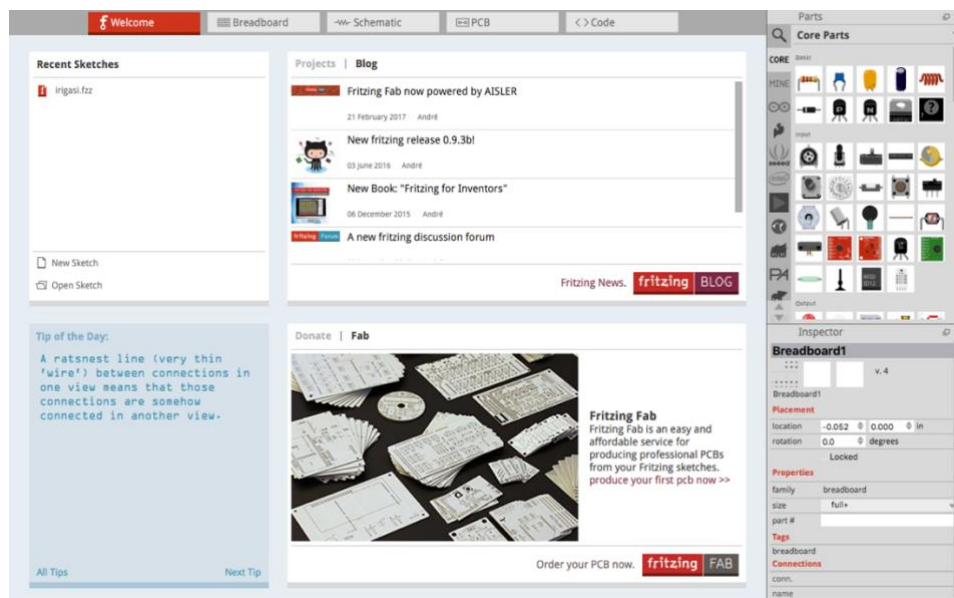 Welcome
Breadboard
Schematic
PCB
Code
Parts
Core Parts
CORE
Basic
MINE
Input
Output
Recent Sketches
irigasi.fzz
New Sketch
Open Sketch
Projects | Blog
Fritzing Fab now powered by AISLER
21 February 2017 André
New fritzing release 0.9.3b!
03 June 2016 André
New Book: "Fritzing for Inventors"
06 December 2015 André
A new fritzing discussion forum
Fritzing News.
fritzing BLOG
Tip of the Day:
A ratsnest line (very thin
'wire') between connections in
one view means that those
connections are somehow
connected in another view.
All Tips
Next Tip
Donate | Fab
Fritzing Fab
Fritzing Fab is an easy and
affordable service for
producing professional PCBs
from your Fritzing sketches.
produce your first pcb now >>
Order your PCB now.
fritzing FAB
Inspector
Breadboard1
v. 4
Breadboard1
Placement
location -0.052 0.000 in
rotation 0.0 degrees
Locked
Properties
family breadboard
size full+
part #
Tags
breadboard
Connections
conn.
name